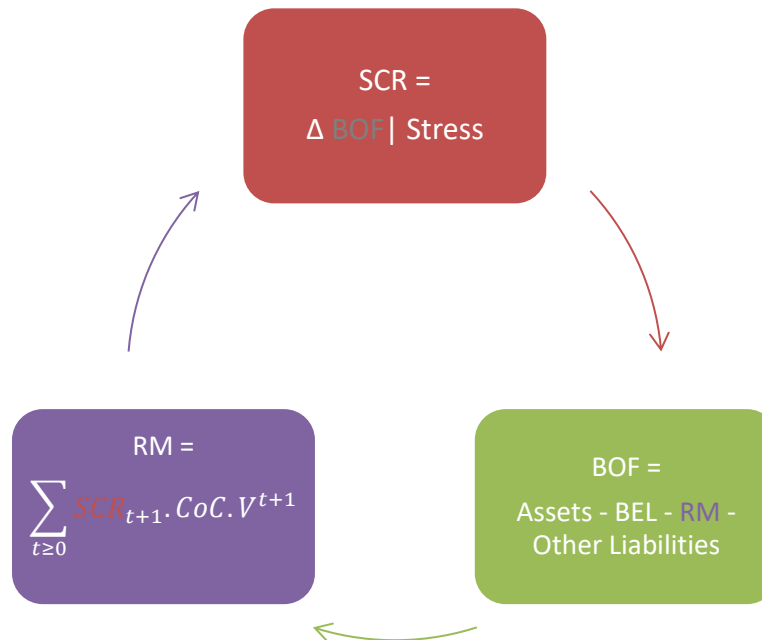 SCR =
Δ BOF| Stress
RM =
∑ SCR_{t+1}.CoC.V^{t+1}
t≥0
BOF =
Assets - BEL - RM -
Other Liabilities